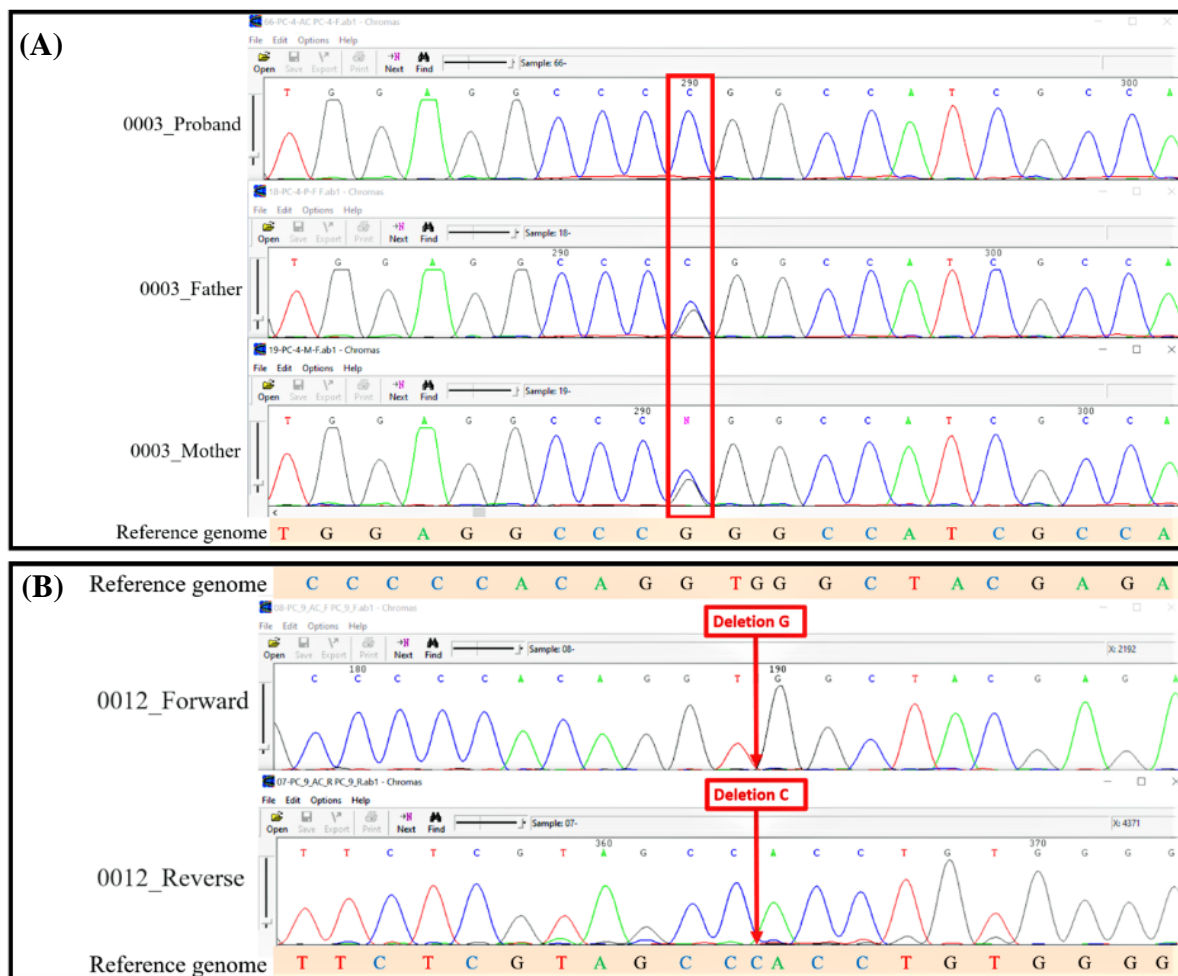 (A)
66-PC-4-AC PC-4-F.ab1 - Chromas
File Edit Options Help
Open Save Export Print Next Find Sample: 66-
290 300
T G G A G G C C C C G G C C A T C G C C A
0003_Proband
18-PC-4-P-F F.ab1 - Chromas
File Edit Options Help
Open Save Export Print Next Find Sample: 18-
290 300
T G G A G G C C C C G G C C A T C G C C A
0003_Father
19-PC-4-M-F.ab1 - Chromas
File Edit Options Help
Open Save Export Print Next Find Sample: 19-
290 300
T G G A G G C C C N G G C C A T C G C C A
0003_Mother
Reference genome T G G A G G C C C G G G C C A T C G C C A
(B)
Reference genome C C C C C A C A G G T G G G C T A C G A G A
08-PC_9_AC_F PC_9_F.ab1 - Chromas
File Edit Options Help
Deletion G
Open Save Export Print Next Find Sample: 08- X: 2192
180 190
C C C C C A C A G G T G G C T A C G A G A
0012_Forward
07-PC_9_AC_R PC_9_R.ab1 - Chromas
File Edit Options Help
Deletion C
Open Save Export Print Next Find Sample: 07- X: 4371
360 370
T T C T C G T A G C C A C C T G T G G G G
0012_Reverse
Reference genome T T C T C G T A G C C C A C C T G T G G G G